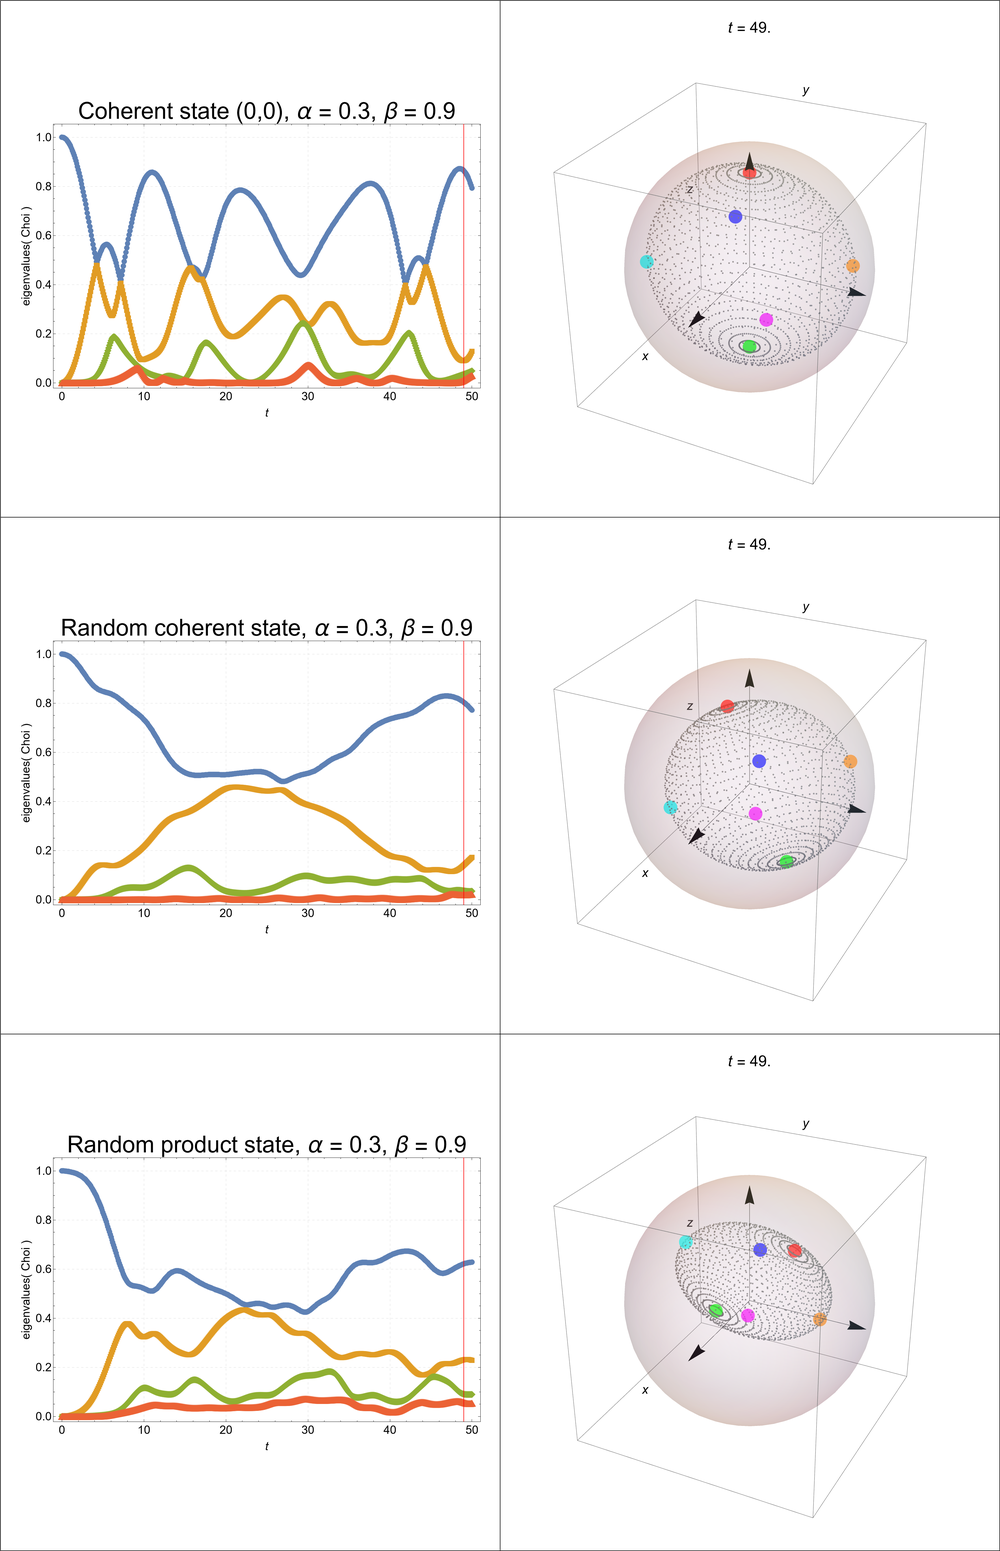 t = 49.
Coherent state (0,0), α = 0.3, β = 0.9
eigenvalues( Choi )
1.0
0.8
0.6
0.4
0.2
0.0
0 10 20 30 40 50
t
y
z
x
t = 49.
Random coherent state, α = 0.3, β = 0.9
eigenvalues( Choi )
1.0
0.8
0.6
0.4
0.2
0.0
0 10 20 30 40 50
t
y
z
x
t = 49.
Random product state, α = 0.3, β = 0.9
eigenvalues( Choi )
1.0
0.8
0.6
0.4
0.2
0.0
0 10 20 30 40 50
t
y
z
x